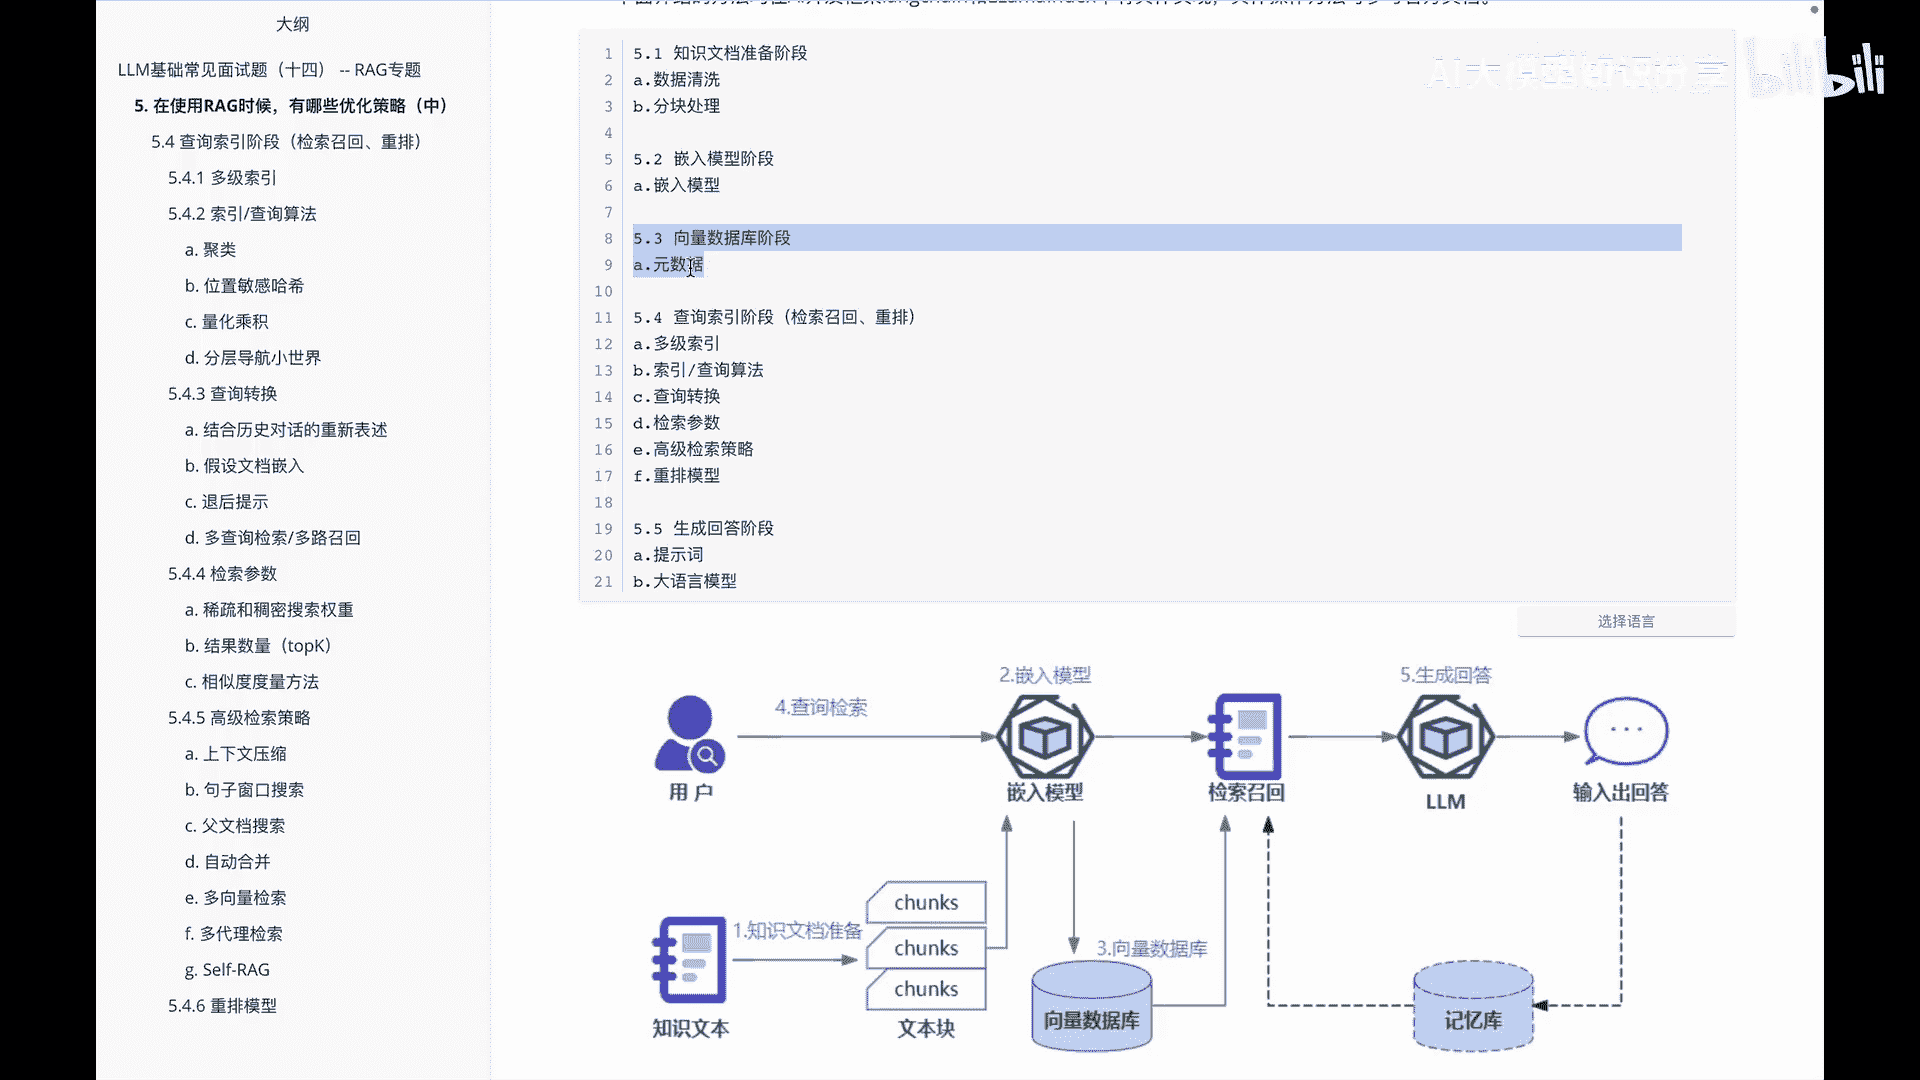 大纲
LLM基础常见面试题（十四） -- RAG专题
5. 在使用RAG时候，有哪些优化策略（中）
5.4 查询索引阶段（检索召回、重排）
5.4.1 多级索引
5.4.2 索引/查询算法
a. 聚类
b. 位置敏感哈希
c. 量化乘积
d. 分层导航小世界
5.4.3 查询转换
a. 结合历史对话的重新表述
b. 假设文档嵌入
c. 退后提示
d. 多查询检索/多路召回
5.4.4 检索参数
a. 稀疏和稠密搜索权重
b. 结果数量（topK）
c. 相似度度量方法
5.4.5 高级检索策略
a. 上下文压缩
b. 句子窗口搜索
c. 父文档搜索
d. 自动合并
e. 多向量检索
f. 多代理检索
g. Self-RAG
5.4.6 重排模型
AI大模型知识分享 bilibili
1 5.1 知识文档准备阶段
2 a.数据清洗
3 b.分块处理
4
5 5.2 嵌入模型阶段
6 a.嵌入模型
7
8 5.3 向量数据库阶段
9 a.元数据
10
11 5.4 查询索引阶段（检索召回、重排）
12 a.多级索引
13 b.索引/查询算法
14 c.查询转换
15 d.检索参数
16 e.高级检索策略
17 f.重排模型
18
19 5.5 生成回答阶段
20 a.提示词
21 b.大语言模型
选择语言
2.嵌入模型
5.生成回答
4.查询检索
用 户
嵌入模型
检索召回
LLM
输入出回答
chunks
1.知识文档准备
chunks
3.向量数据库
chunks
知识文本
文本块
向量数据库
记忆库